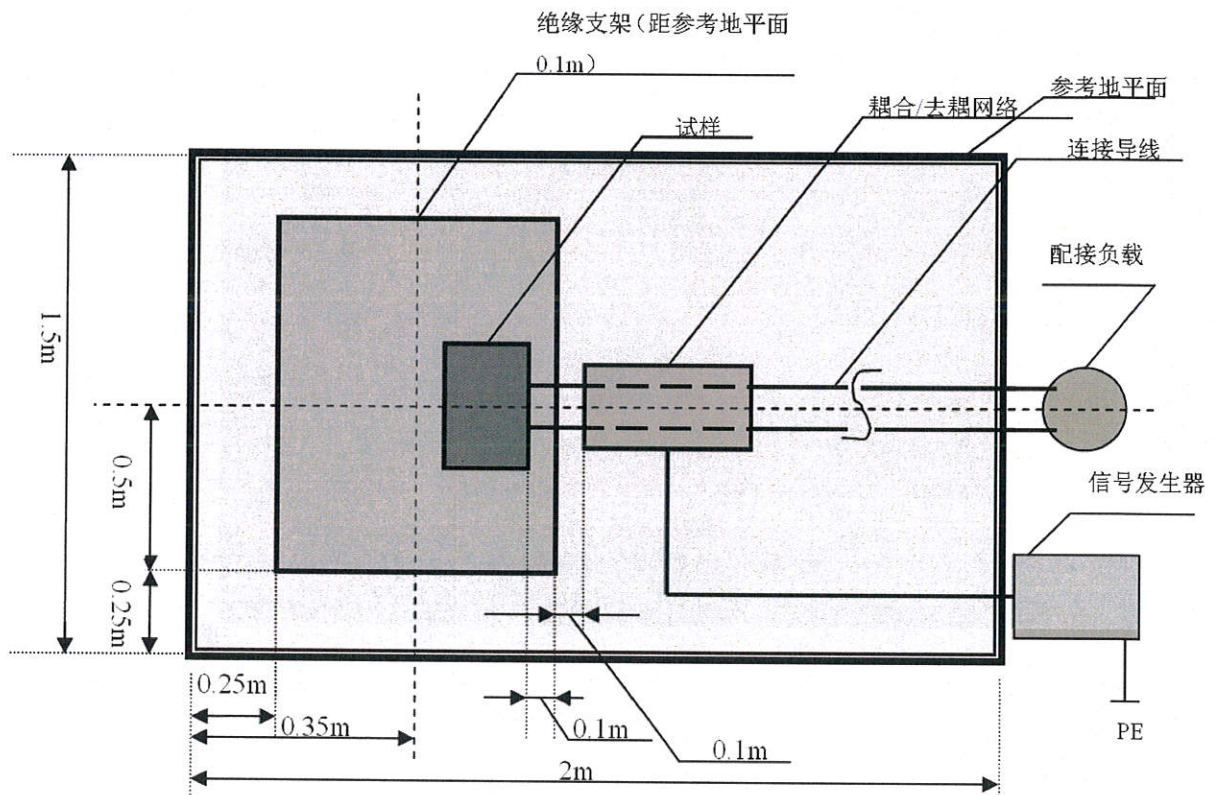 绝缘支架（距参考地平面
0.1m）
参考地平面
耦合/去耦网络
试样
连接导线
配接负载
1.5m
0.5m
信号发生器
0.25m
0.25m
0.35m
0.1m
0.1m
PE
2m